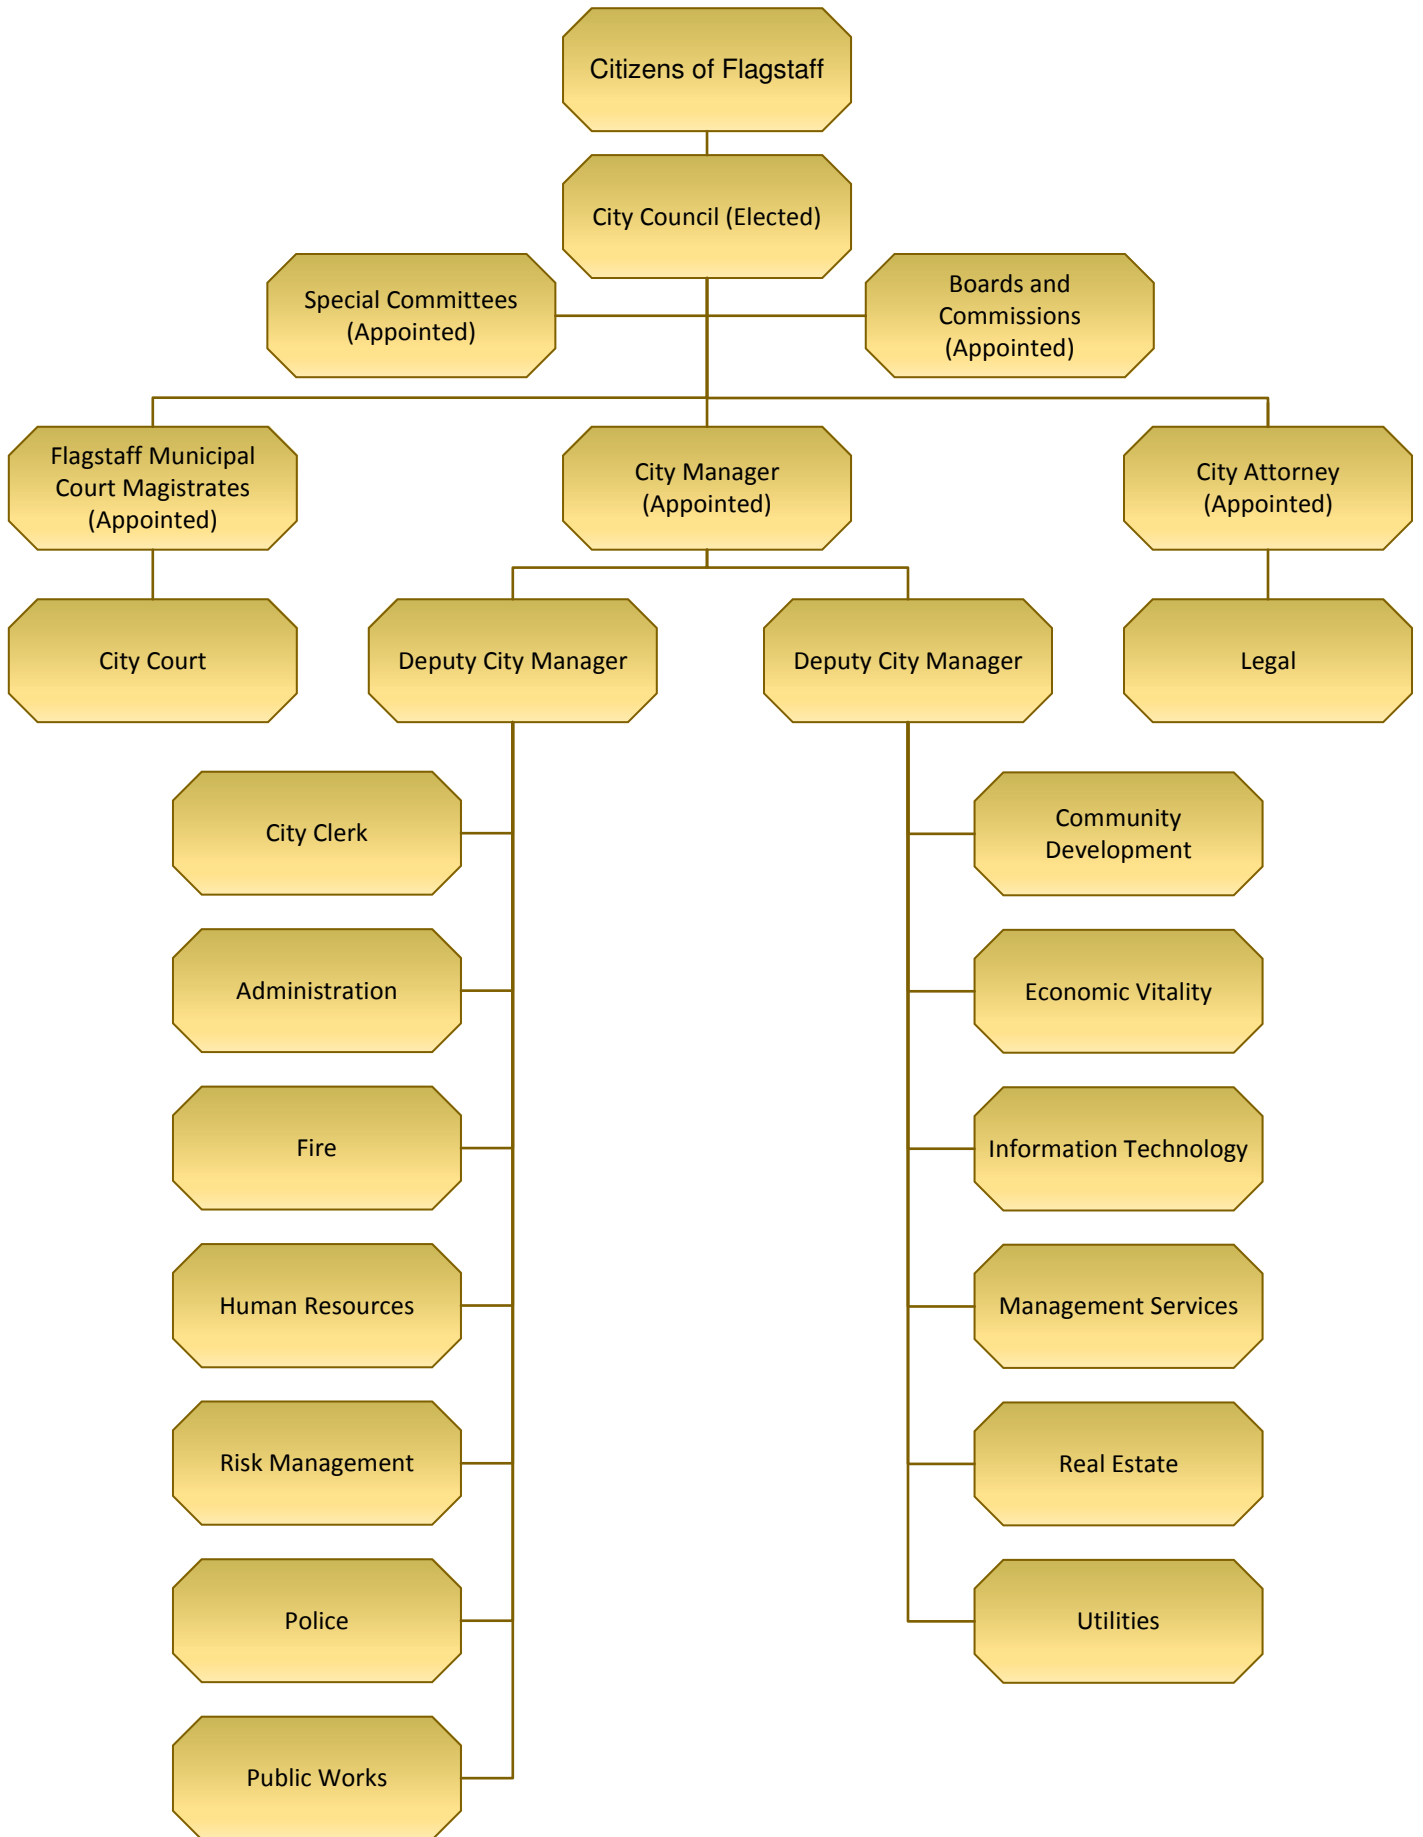 Citizens of Flagstaff
City Council (Elected)
Special Committees
(Appointed)
Boards and
Commissions
(Appointed)
Flagstaff Municipal
Court Magistrates
(Appointed)
City Manager
(Appointed)
City Attorney
(Appointed)
City Court
Deputy City Manager
Deputy City Manager
Legal
City Clerk
Administration
Fire
Human Resources
Risk Management
Police
Public Works
Community
Development
Economic Vitality
Information Technology
Management Services
Real Estate
Utilities